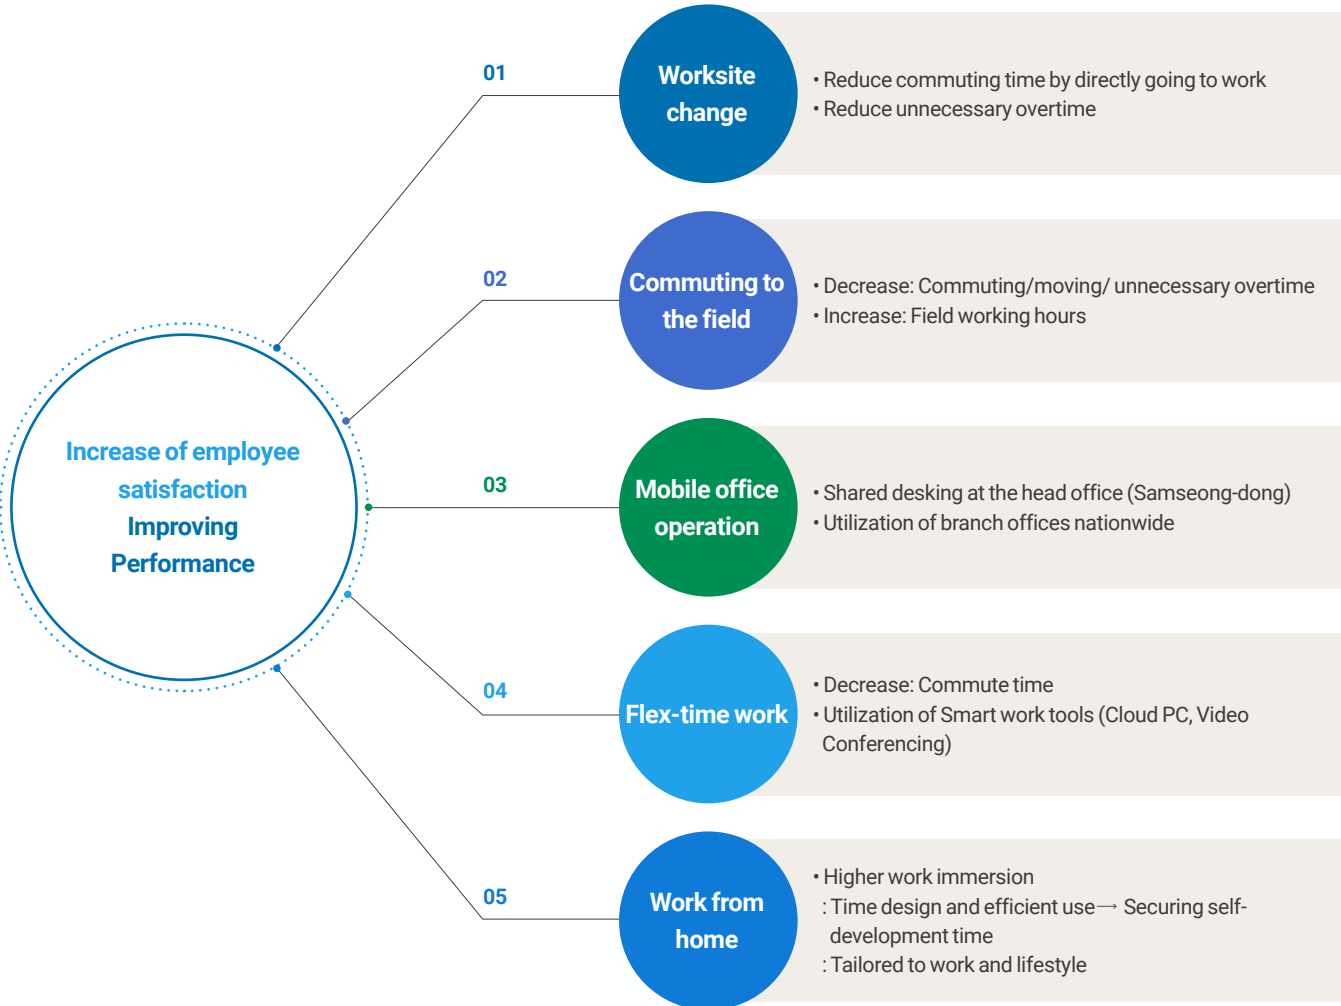 01
Worksite
change
• Reduce commuting time by directly going to work
• Reduce unnecessary overtime
02
Commuting to
the field
• Decrease: Commuting/moving/ unnecessary overtime
• Increase: Field working hours
Increase of employee
satisfaction
Improving
Performance
03
Mobile office
operation
• Shared desking at the head office (Samseong-dong)
• Utilization of branch offices nationwide
04
Flex-time work
• Decrease: Commute time
• Utilization of Smart work tools (Cloud PC, Video
Conferencing)
05
Work from
home
• Higher work immersion
: Time design and efficient use→ Securing self-
development time
: Tailored to work and lifestyle